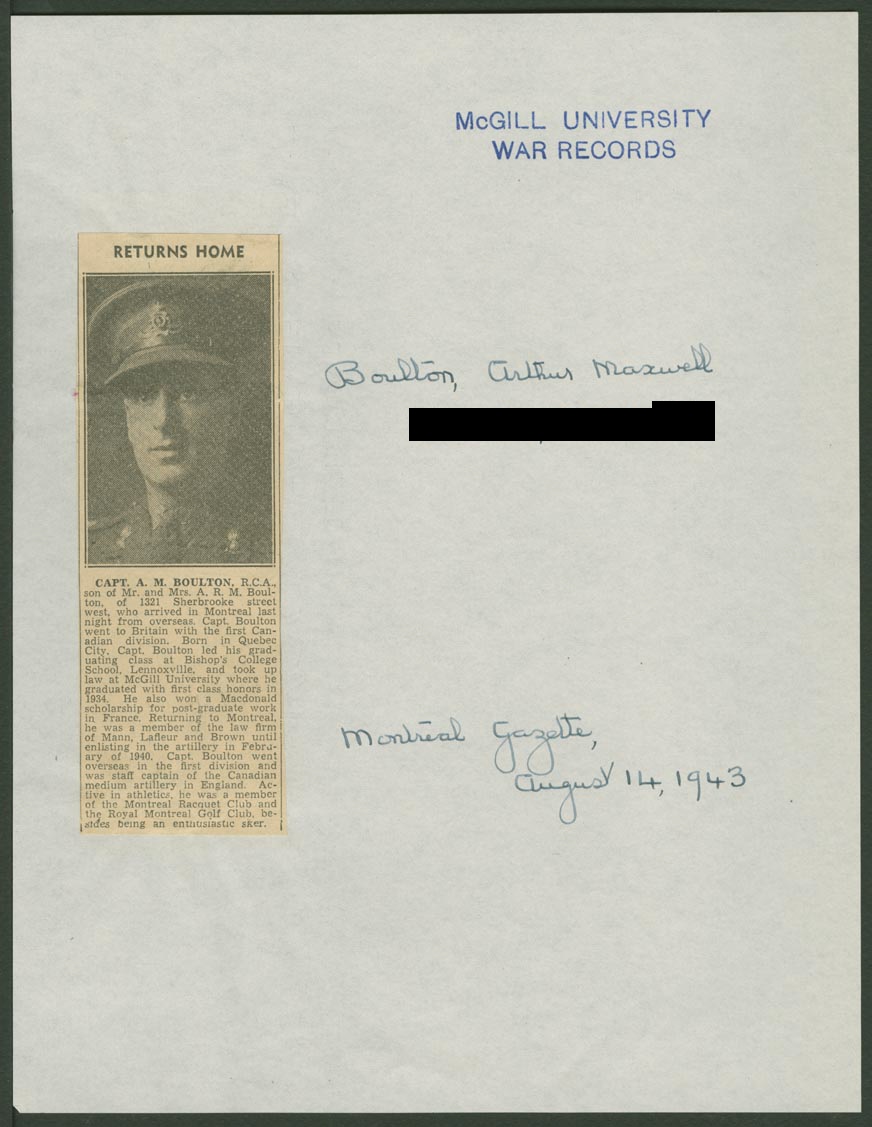 McGILL UNIVERSITY
WAR RECORDS
RETURNS HOME
Boulton, Arthur Maxwell
CAPT. A. M. BOULTON, R.C.A.,
son of Mr. and Mrs. A. R. M. Boul-
ton, of 1321 Sherbrooke street
west, who arrived in Montreal last
night from overseas. Capt. Boulton
went to Britain with the first Can-
adian division. Born in Quebec
City, Capt. Boulton led his grad-
uating class at Bishop's College
School, Lennoxville, and took up
law at McGill University where he
graduated with first class honors in
1934. He also won a Macdonald
scholarship for post-graduate work
in France. Returning to Montreal,
he was a member of the law firm
of Mann, Lafleur and Brown until
enlisting in the artillery in Febru-
ary of 1940. Capt. Boulton went
overseas in the first division and
was staff captain of the Canadian
medium artillery in England. Ac-
tive in athletics, he was a member
of the Montreal Racquet Club and
the Royal Montreal Golf Club, be-
sides being an enthusiastic sker.
Montreal Gazette,
August 14, 1943